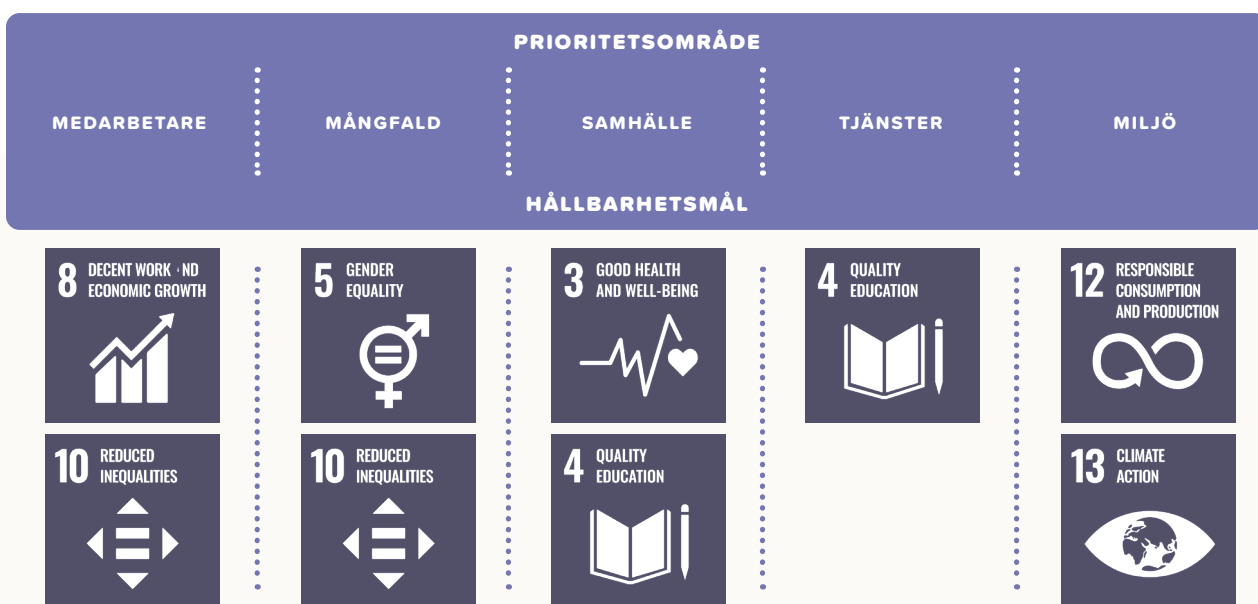 PRIORITETSOMRÅDE
MEDARBETARE
MÅNGFALD
SAMHÄLLE
TJÄNSTER
MILJÖ
HÅLLBARHETSMÅL
8 DECENT WORK ND
ECONOMIC GROWTH
5 GENDER
EQUALITY
3 GOOD HEALTH
AND WELL-BEING
4 QUALITY
EDUCATION
12 RESPONSIBLE
CONSUMPTION
AND PRODUCTION
10 REDUCED
INEQUALITIES
10 REDUCED
INEQUALITIES
4 QUALITY
EDUCATION
13 CLIMATE
ACTION